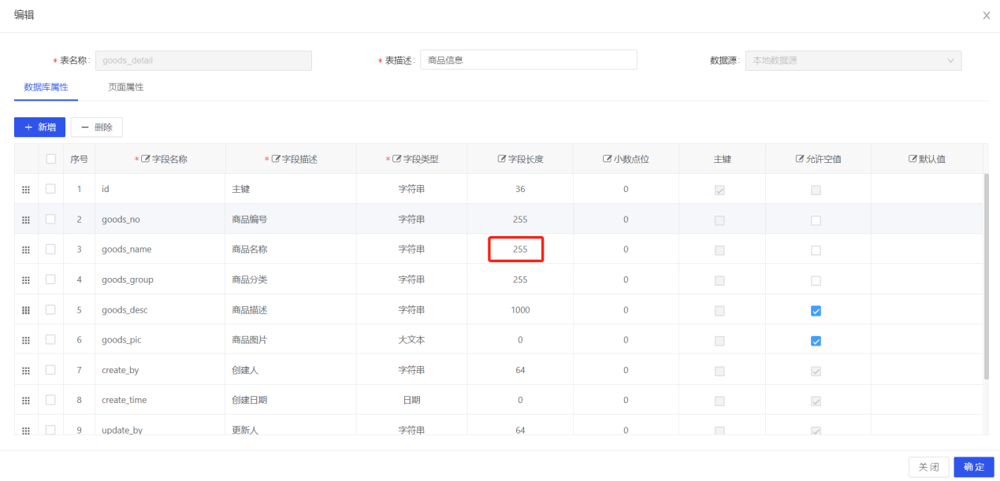 编辑
* 表名称: goods_detail * 表描述: 商品信息 数据源: 本地数据源
数据库属性 页面属性
+ 新增 − 删除
序号 * 字段名称 * 字段描述 * 字段类型 字段长度 小数点位 主键 允许空值 默认值
1 id 主键 字符串 36 0
2 goods_no 商品编号 字符串 255 0
3 goods_name 商品名称 字符串 255 0
4 goods_group 商品分类 字符串 255 0
5 goods_desc 商品描述 字符串 1000 0
6 goods_pic 商品图片 大文本 0 0
7 create_by 创建人 字符串 64 0
8 create_time 创建日期 日期 0 0
9 update_by 更新人 字符串 64 0
关闭 确定